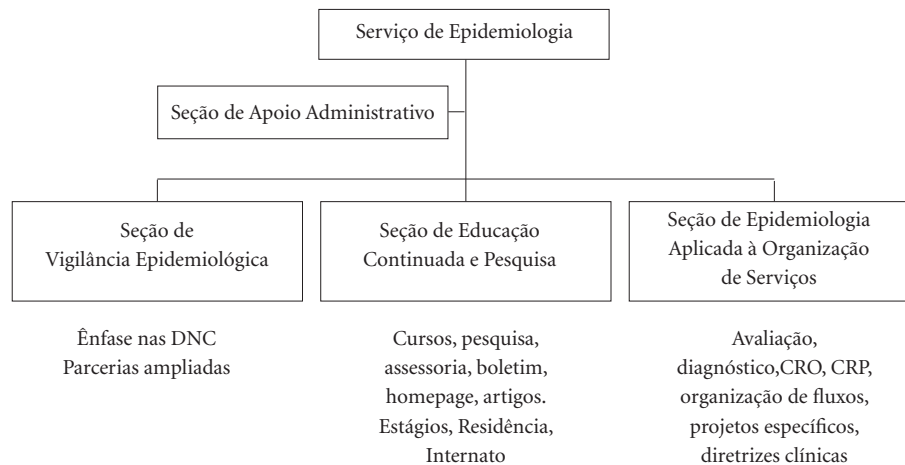 Serviço de Epidemiologia
Seção de Apoio Administrativo
Seção de
Vigilância Epidemiológica
Seção de Educação
Continuada e Pesquisa
Seção de Epidemiologia
Aplicada à Organização
de Serviços
Ênfase nas DNC
Parcerias ampliadas
Cursos, pesquisa,
assessoria, boletim,
homepage, artigos.
Estágios, Residência,
Internato
Avaliação,
diagnóstico,CRO, CRP,
organização de fluxos,
projetos específicos,
diretrizes clínicas